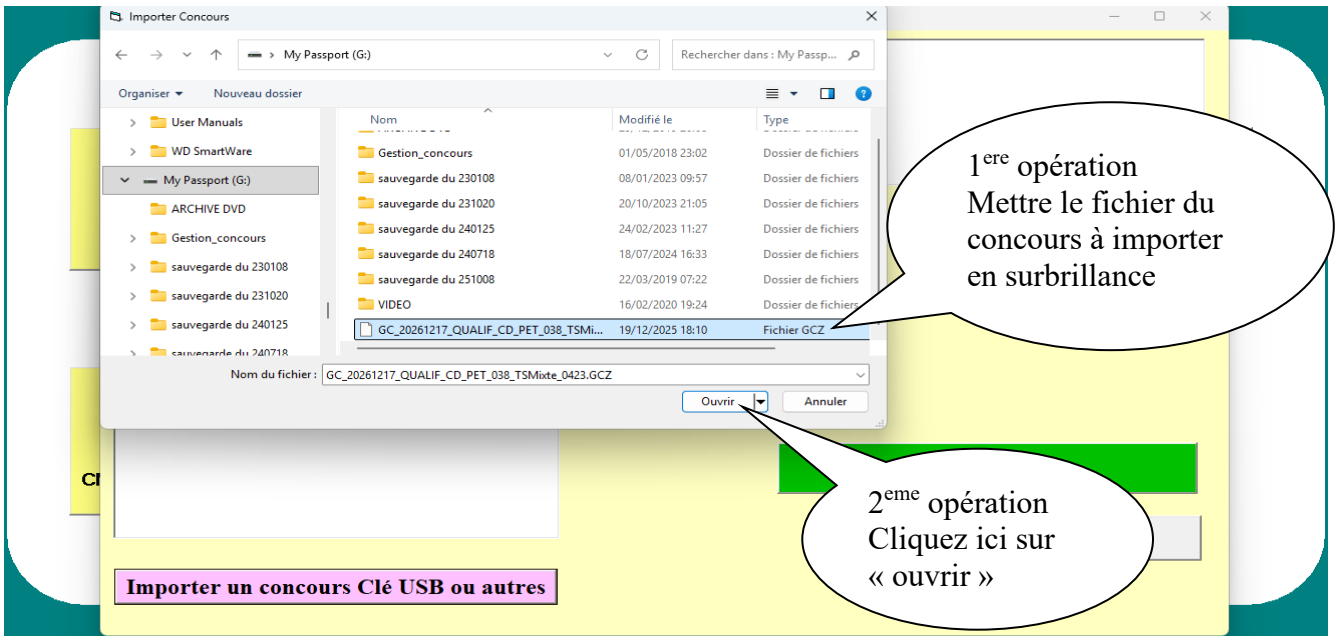 Importer Concours
My Passport (G:)
Rechercher dans : My Passp...
Organiser
Nouveau dossier
User Manuals
WD SmartWare
My Passport (G:)
ARCHIVE DVD
Gestion_concours
sauvegarde du 230108
sauvegarde du 231020
sauvegarde du 240125
sauvegarde du 240718
Nom Modifié le Type
Gestion_concours 01/05/2018 23:02 Dossier de fichiers
sauvegarde du 230108 08/01/2023 09:57 Dossier de fichiers
sauvegarde du 231020 20/10/2023 21:05 Dossier de fichiers
sauvegarde du 240125 24/02/2023 11:27 Dossier de fichiers
sauvegarde du 240718 18/07/2024 16:33 Dossier de fichiers
sauvegarde du 251008 22/03/2019 07:22 Dossier de fichiers
VIDEO 16/02/2020 19:24 Dossier de fichiers
GC_20261217_QUALIF_CD_PET_038_TSMi... 19/12/2025 18:10 Fichier GCZ
Nom du fichier : GC_20261217_QUALIF_CD_PET_038_TSMixte_0423.GCZ
Ouvrir
Annuler
1ere opération
Mettre le fichier du
concours à importer
en surbrillance
2eme opération
Cliquez ici sur
« ouvrir »
Importer un concours Clé USB ou autres